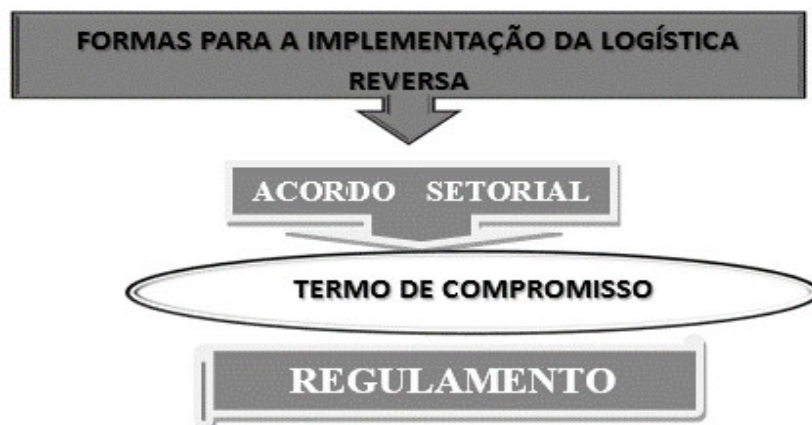 FORMAS PARA A IMPLEMENTAÇÃO DA LOGÍSTICA
REVERSA
ACORDO SETORIAL
TERMO DE COMPROMISSO
REGULAMENTO